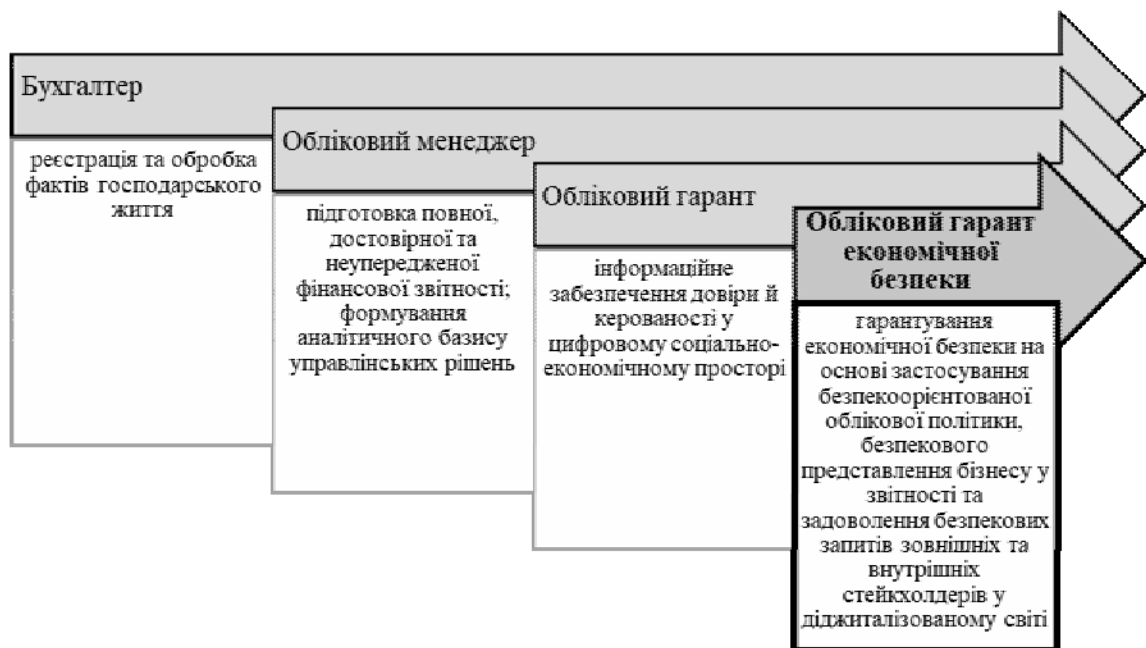 Бухгалтер
реєстрація та обробка
фактів господарського
життя
Обліковий менеджер
підготовка повної,
достовірної та
неупередженої
фінансової звітності;
формування
аналітичного базису
управлінських рішень
Обліковий гарант
інформаційне
забезпечення довіри й
керованості у
цифровому соціально-
економічному просторі
Обліковий гарант
економічної
безпеки
гарантування
економічної безпеки на
основі застосування
безпекоорієнтованої
облікової політики,
безпекового
представлення бізнесу у
звітності та
задоволення безпекових
запитів зовнішніх та
внутрішніх
стейкхолдерів у
діджиталізованому світі